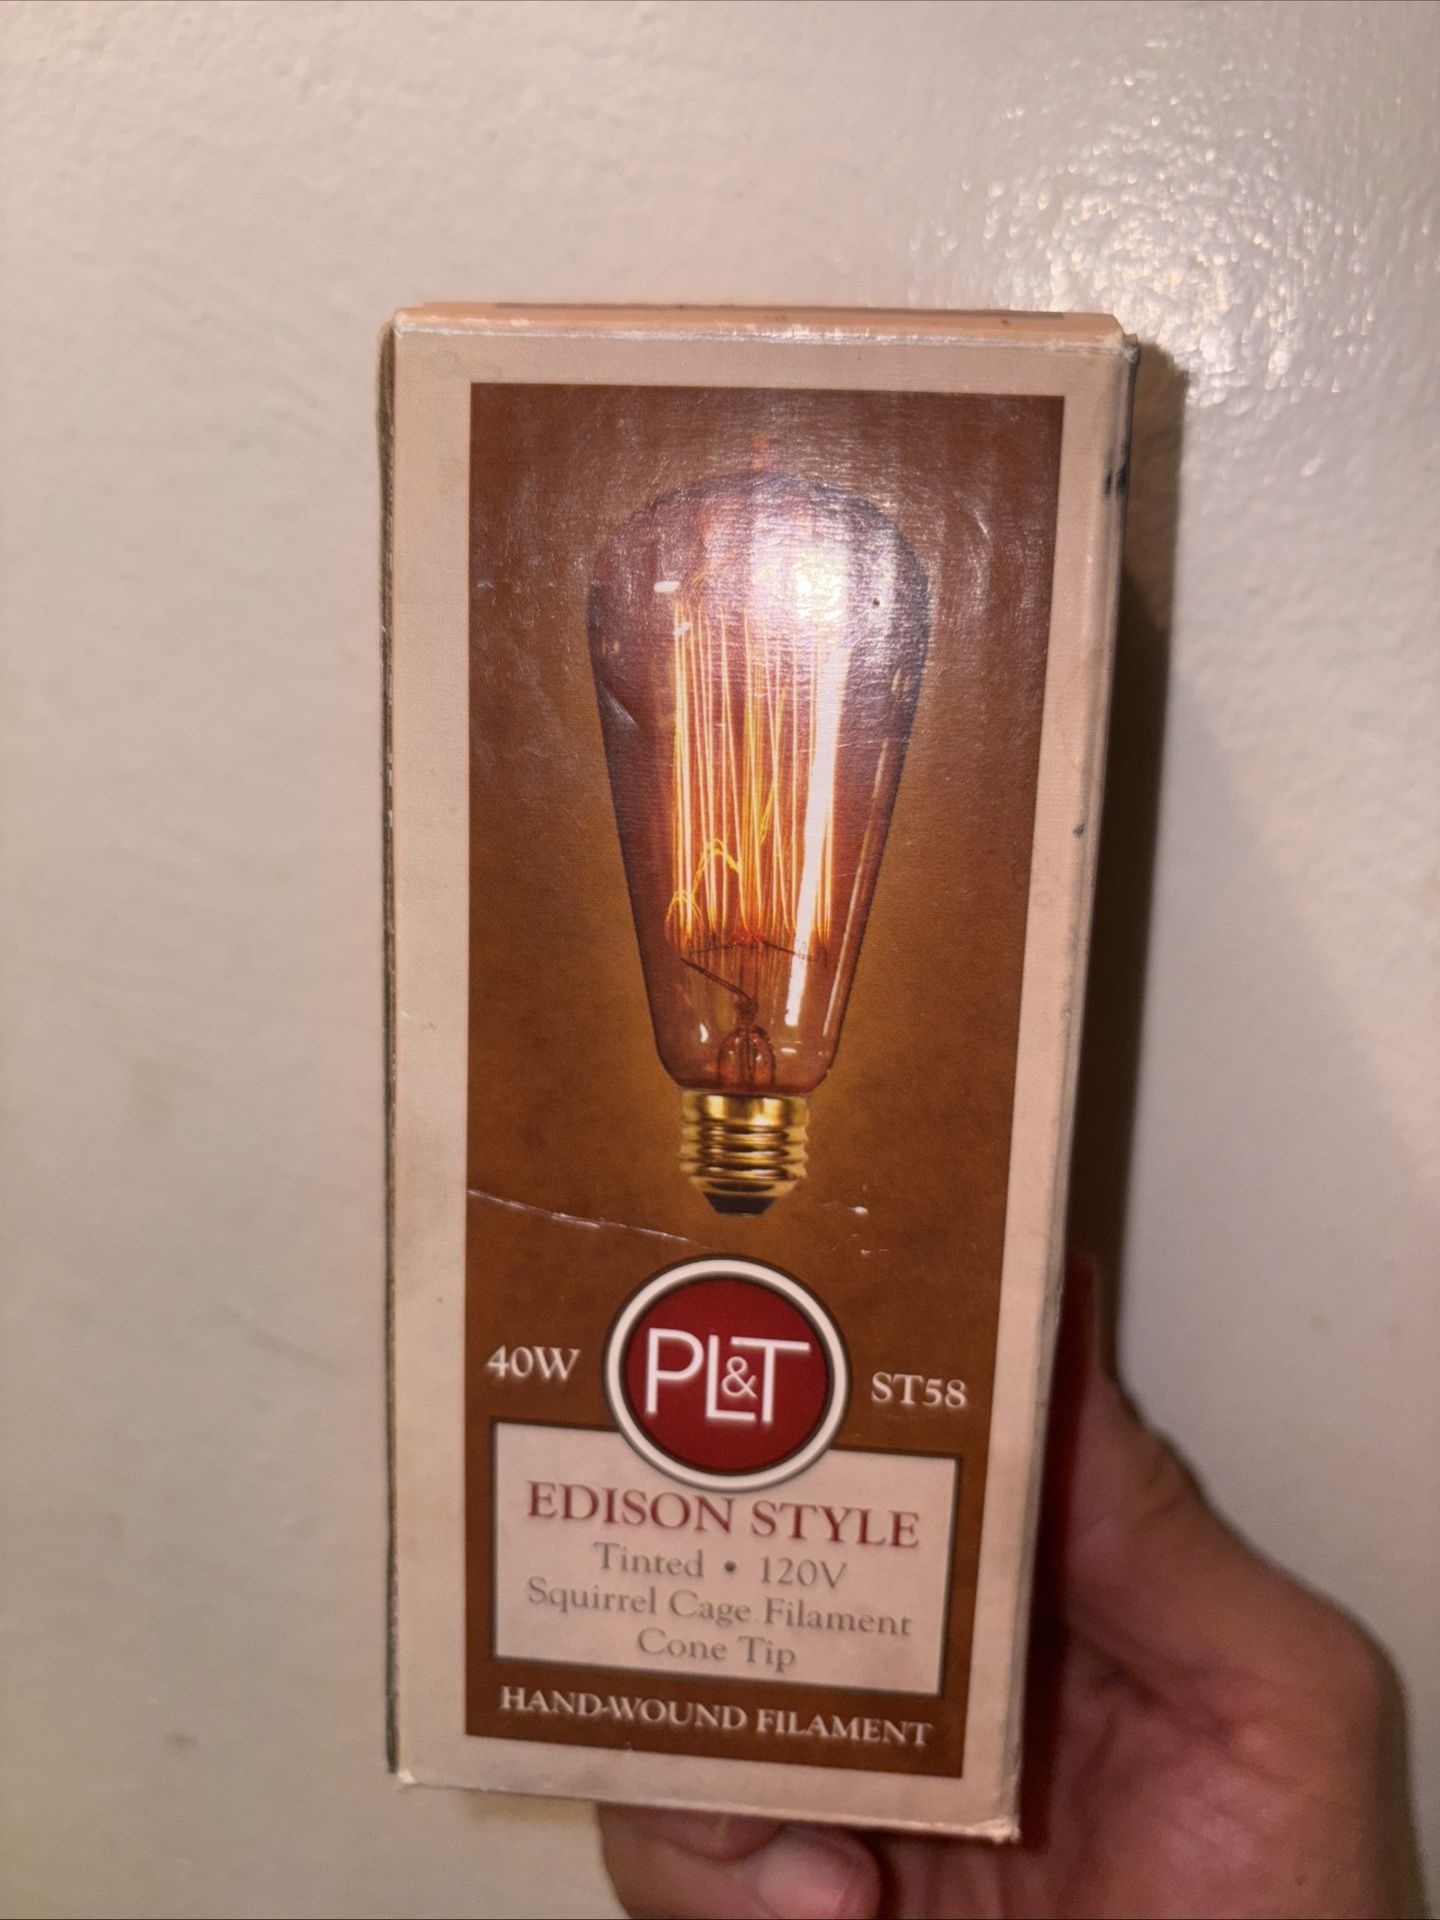 40W
PL&T
ST58
EDISON STYLE
Tinted • 120V
Squirrel Cage Filament
Cone Tip
HAND-WOUND FILAMENT